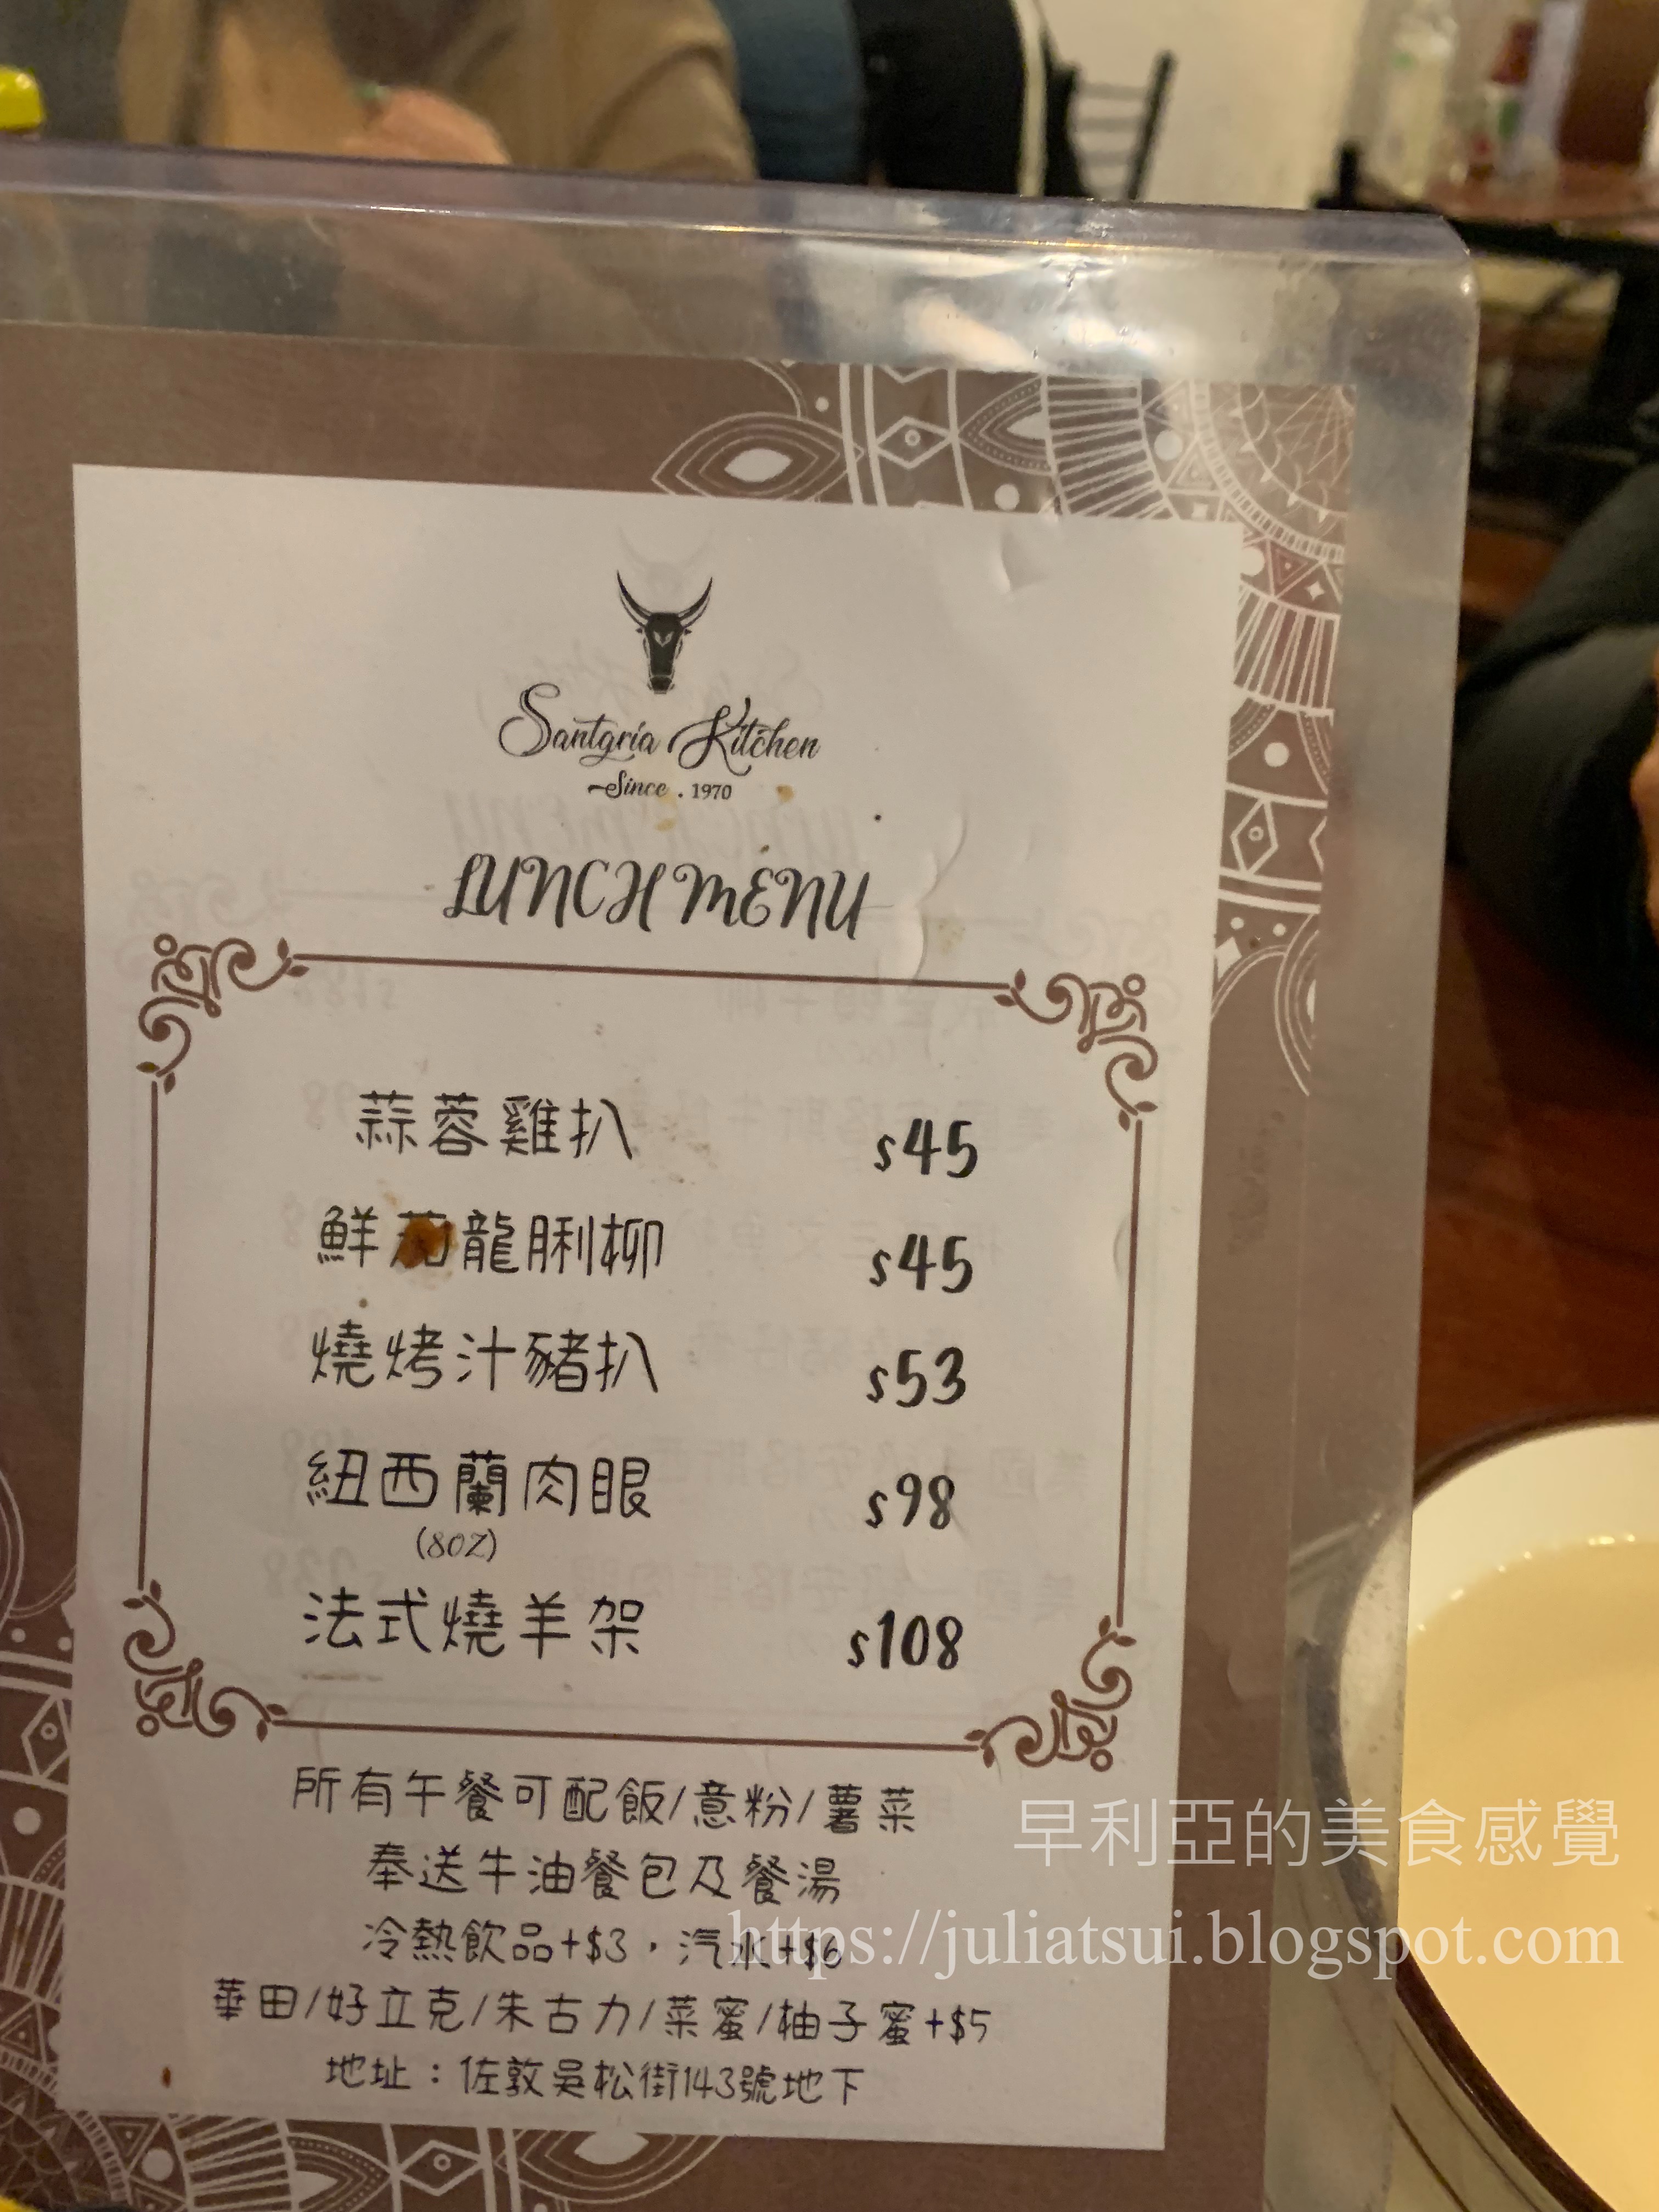 Santgria Kitchen
Since . 1970
LUNCH MENU
蒜蓉雞扒 $45
鮮茄龍脷柳 $45
燒烤汁豬扒 $53
紐西蘭肉眼 $98
(8OZ)
法式燒羊架 $108
所有午餐可配飯/意粉/薯菜
奉送牛油餐包及餐湯
冷熱飲品+$3，汽水+$6
華田/好立克/朱古力/菜蜜/柚子蜜+$5
地址：佐敦吳松街143號地下
早利亞的美食感覺
https://juliatsui.blogspot.com